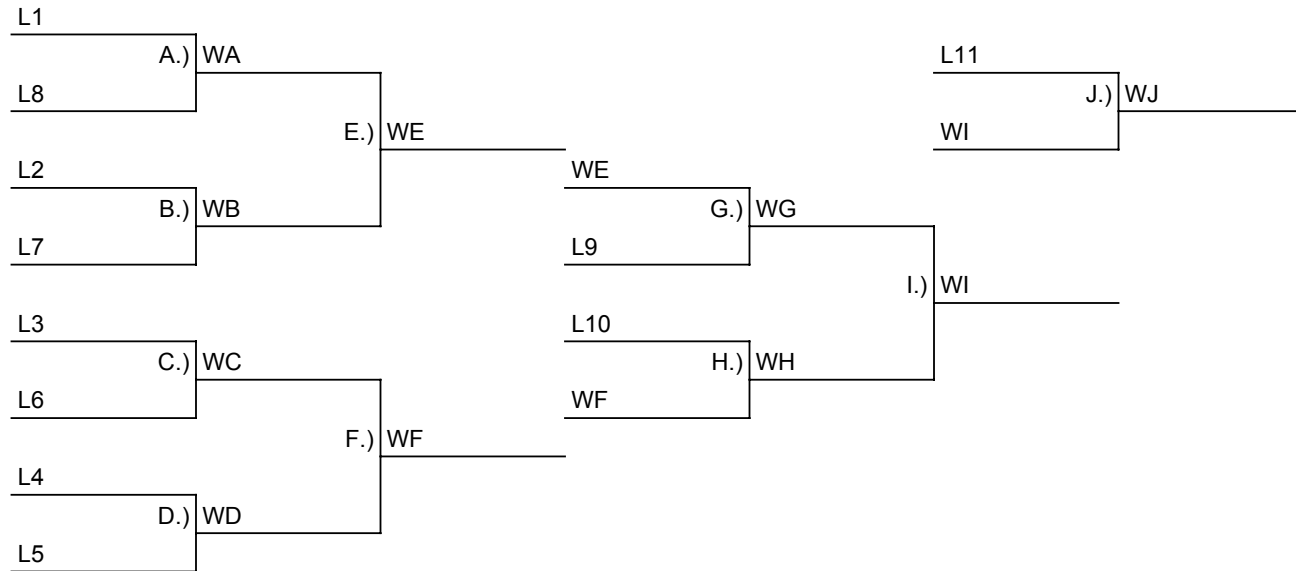 L1
A.) WA
L11
L8
J.) WJ
E.) WE
WI
L2
WE
B.) WB
G.) WG
L7
L9
I.) WI
L3
L10
C.) WC
H.) WH
L6
WF
F.) WF
L4
D.) WD
L5